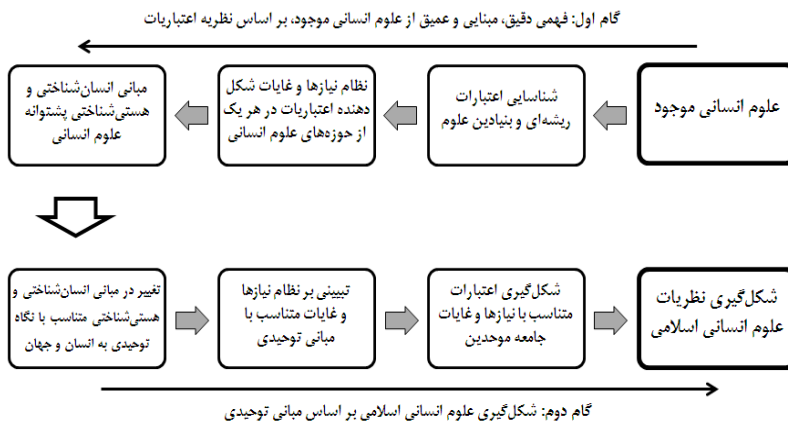 گام اول: فهمی دقیق، مبنایی و عمیق از علوم انسانی موجود، بر اساس نظریه اعتباریات
علوم انسانی موجود
شناسایی اعتبارات
ریشه‌ای و بنیادین علوم
نظام نیازها و غایات شکل
دهنده اعتباریات در هر یک
از حوزه‌های علوم انسانی
مبانی انسان‌شناختی و
هستی‌شناختی پشتوانه
علوم انسانی
تغییر در مبانی انسان‌شناختی و
هستی‌شناختی متناسب با نگاه
توحیدی به انسان و جهان
تبیینی بر نظام نیازها
و غایات متناسب با
مبانی توحیدی
شکل‌گیری اعتبارات
متناسب با نیازها و غایات
جامعه موحدین
شکل‌گیری نظریات
علوم انسانی اسلامی
گام دوم: شکل‌گیری علوم انسانی اسلامی بر اساس مبانی توحیدی